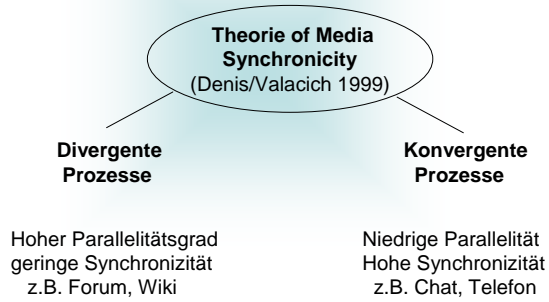 Theorie of Media
Synchronicity
(Denis/Valacich 1999)
Divergente
Prozesse
Konvergente
Prozesse
Hoher Parallelitätsgrad
geringe Synchronizität
z.B. Forum, Wiki
Niedrige Parallelität
Hohe Synchronizität
z.B. Chat, Telefon